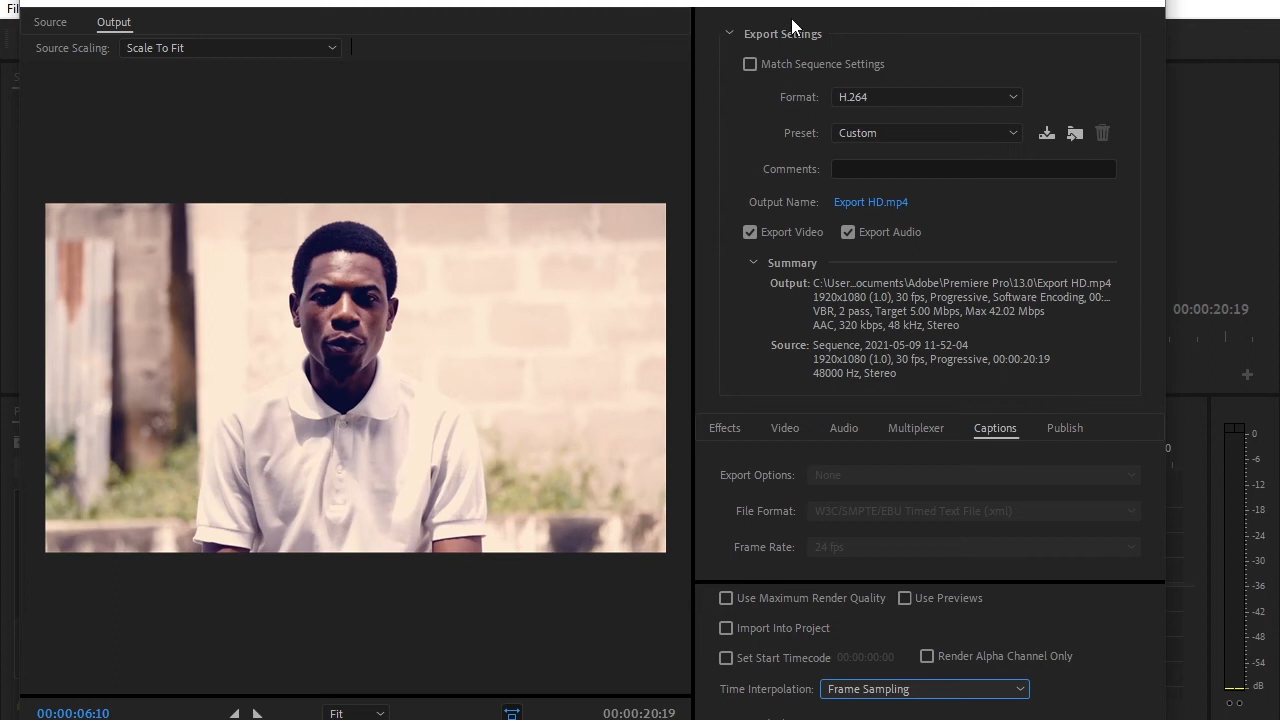 Fil
Source
Output
Source Scaling:
Scale To Fit
Export Settings
Match Sequence Settings
Format:
H.264
Preset:
Custom
Comments:
Output Name:
Export HD.mp4
Export Video
Export Audio
Summary
Output: C:\User...ocuments\Adobe\Premiere Pro\13.0\Export HD.mp4
1920x1080 (1.0), 30 fps, Progressive, Software Encoding, 00:...
VBR, 2 pass, Target 5.00 Mbps, Max 42.02 Mbps
AAC, 320 kbps, 48 kHz, Stereo
Source: Sequence, 2021-05-09 11-52-04
1920x1080 (1.0), 30 fps, Progressive, 00:00:20:19
48000 Hz, Stereo
Effects
Video
Audio
Multiplexer
Captions
Publish
Export Options:
None
File Format:
W3C/SMPTE/EBU Timed Text File (.xml)
Frame Rate:
24 fps
Use Maximum Render Quality
Use Previews
Import Into Project
Set Start Timecode
00:00:00:00
Render Alpha Channel Only
Time Interpolation:
Frame Sampling
00:00:06:10
Fit
00:00:20:19
00:00:20:19
0
-6
-12
-18
-24
-30
-36
-42
-48
-54
dB